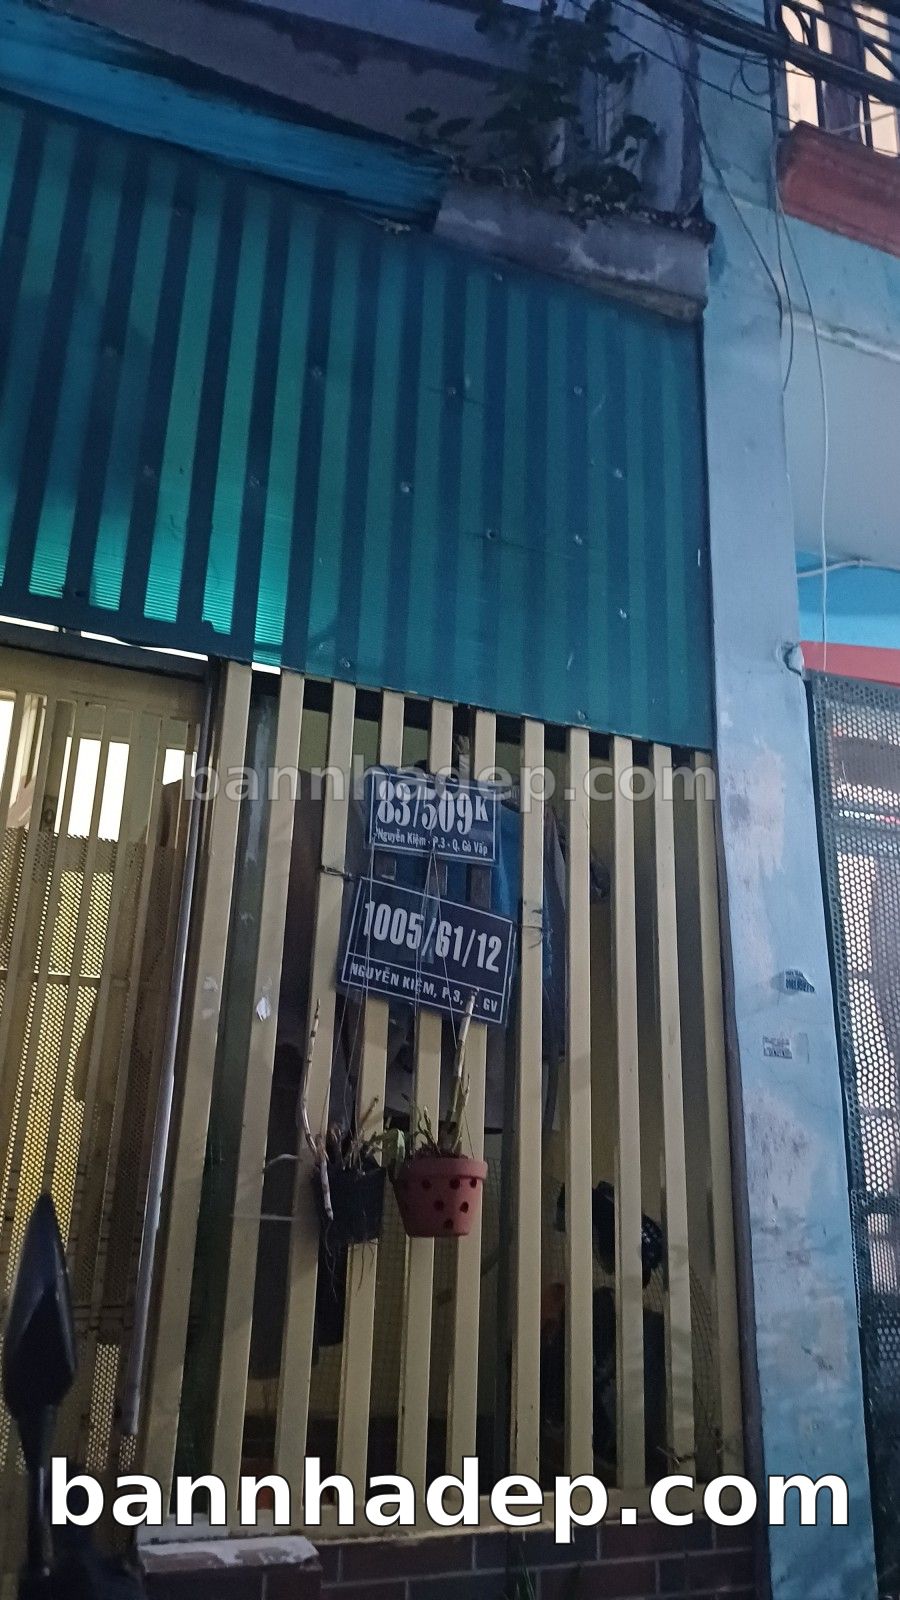 bannhadep.com
83/509K
Nguyễn Kiệm - P.3 - Q. Gò Vấp
1005/61/12
NGUYỄN KIỆM, P.3, GV
bannhadep.com